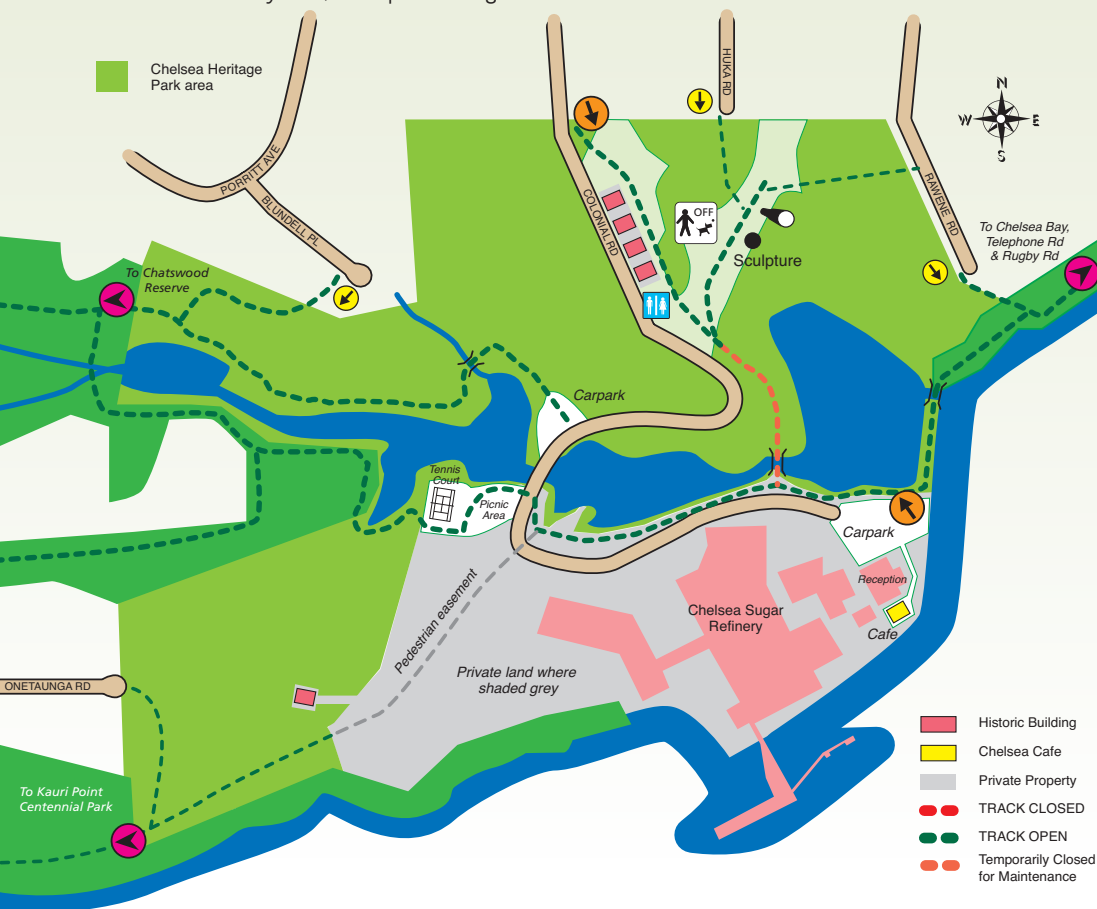 Chelsea Heritage
Park area
PORRITT AVE
BLUNDELL PL
COLONIAL RD
HUKA RD
RAWENE RD
N
W
E
S
OFF
Sculpture
To Chelsea Bay,
Telephone Rd
& Rugby Rd
To Chatswood
Reserve
Carpark
Tennis
Court
Picnic
Area
Carpark
Reception
Cafe
Chelsea Sugar
Refinery
Pedestrian easement
Private land where
shaded grey
ONETAUNGA RD
To Kauri Point
Centennial Park
Historic Building
Chelsea Cafe
Private Property
TRACK CLOSED
TRACK OPEN
Temporarily Closed
for Maintenance